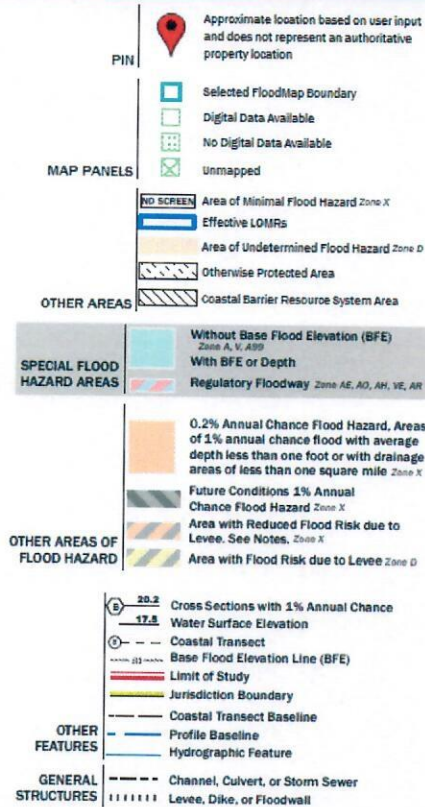 Approximate location based on user input
and does not represent an authoritative
property location
PIN
Selected FloodMap Boundary
Digital Data Available
No Digital Data Available
Unmapped
MAP PANELS
NO SCREEN Area of Minimal Flood Hazard Zone X
Effective LOMRs
Area of Undetermined Flood Hazard Zone D
Otherwise Protected Area
Coastal Barrier Resource System Area
OTHER AREAS
Without Base Flood Elevation (BFE)
Zone A, V, A99
With BFE or Depth
Regulatory Floodway Zone AE, AO, AH, VE, AR
SPECIAL FLOOD
HAZARD AREAS
0.2% Annual Chance Flood Hazard, Areas
of 1% annual chance flood with average
depth less than one foot or with drainage
areas of less than one square mile Zone X
Future Conditions 1% Annual
Chance Flood Hazard Zone X
Area with Reduced Flood Risk due to
Levee. See Notes. Zone X
Area with Flood Risk due to Levee Zone D
OTHER AREAS OF
FLOOD HAZARD
B 20.2 Cross Sections with 1% Annual Chance
17.5 Water Surface Elevation
Coastal Transect
Base Flood Elevation Line (BFE)
Limit of Study
Jurisdiction Boundary
Coastal Transect Baseline
Profile Baseline
Hydrographic Feature
OTHER
FEATURES
Channel, Culvert, or Storm Sewer
Levee, Dike, or Floodwall
GENERAL
STRUCTURES